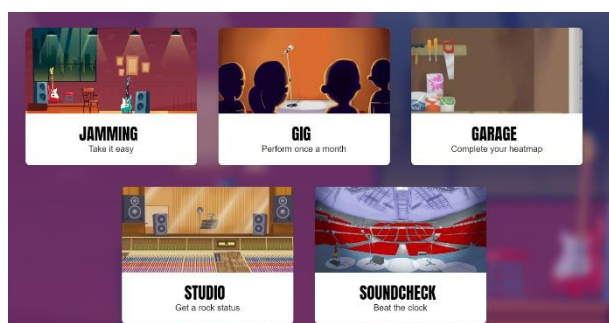 JAMMING
Take it easy
GIG
Perform once a month
GARAGE
Complete your heatmap
STUDIO
Get a rock status
SOUNDCHECK
Beat the clock